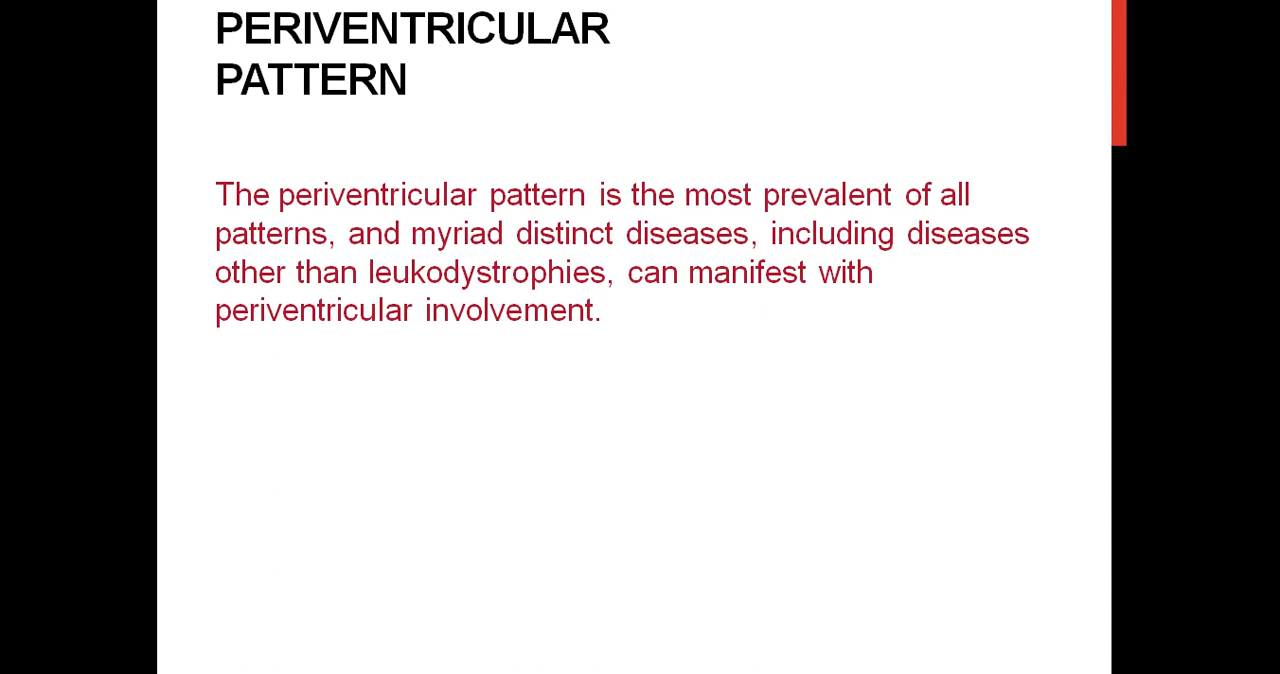 PERIVENTRICULAR
PATTERN
The periventricular pattern is the most prevalent of all
patterns, and myriad distinct diseases, including diseases
other than leukodystrophies, can manifest with
periventricular involvement.